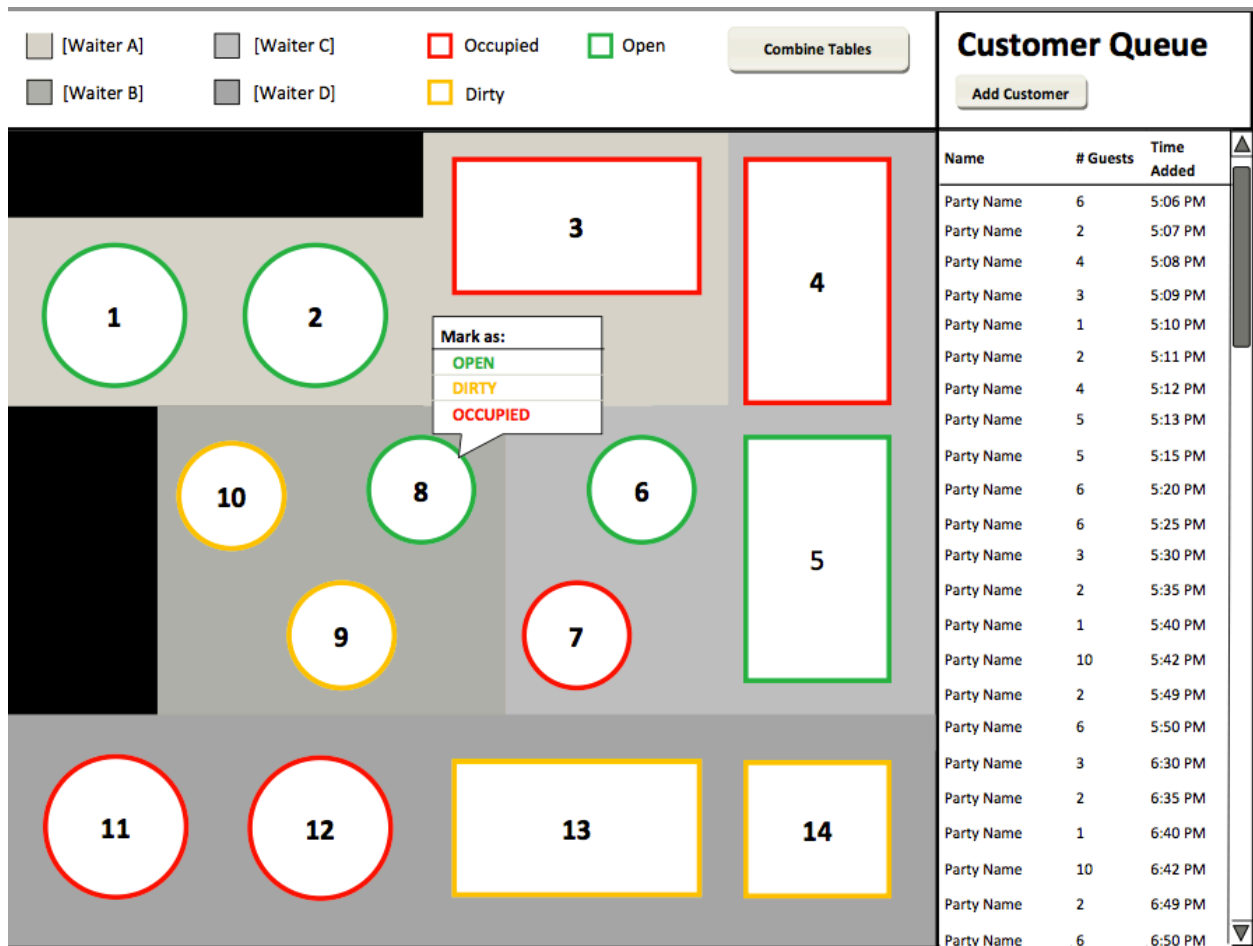 [Waiter A] [Waiter C] Occupied Open Combine Tables
[Waiter B] [Waiter D] Dirty
Customer Queue
Add Customer
Name # Guests Time Added
Party Name 6 5:06 PM
Party Name 2 5:07 PM
Party Name 4 5:08 PM
Party Name 3 5:09 PM
Party Name 1 5:10 PM
Party Name 2 5:11 PM
Party Name 4 5:12 PM
Party Name 5 5:13 PM
Party Name 5 5:15 PM
Party Name 6 5:20 PM
Party Name 6 5:25 PM
Party Name 3 5:30 PM
Party Name 2 5:35 PM
Party Name 1 5:40 PM
Party Name 10 5:42 PM
Party Name 2 5:49 PM
Party Name 6 5:50 PM
Party Name 3 6:30 PM
Party Name 2 6:35 PM
Party Name 1 6:40 PM
Party Name 10 6:42 PM
Party Name 2 6:49 PM
Party Name 6 6:50 PM
1 2 3 4
Mark as:
OPEN
DIRTY
OCCUPIED
10 8 6 5
9 7
11 12 13 14